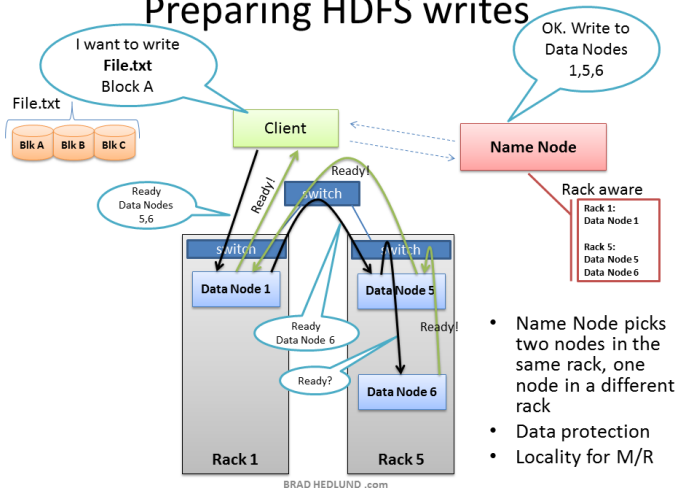 Preparing HDFS writes
I want to write
File.txt
Block A
OK. Write to
Data Nodes
1,5,6
File.txt
Blk A
Blk B
Blk C
Client
Name Node
Ready
Data Nodes
5,6
Ready!
Ready!
switch
Rack aware
Rack 1:
Data Node 1
Rack 5:
Data Node 5
Data Node 6
switch
switch
Data Node 1
Data Node 5
Ready
Data Node 6
Ready!
Ready?
Data Node 6
Rack 1
Rack 5
• Name Node picks
two nodes in the
same rack, one
node in a different
rack
• Data protection
• Locality for M/R
BRAD HEDLUND .com